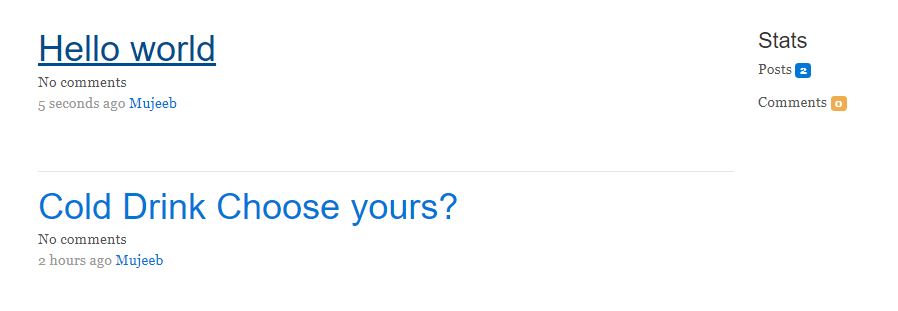 Hello world
No comments
5 seconds ago Mujeeb
Cold Drink Choose yours?
No comments
2 hours ago Mujeeb
Stats
Posts 2
Comments 0